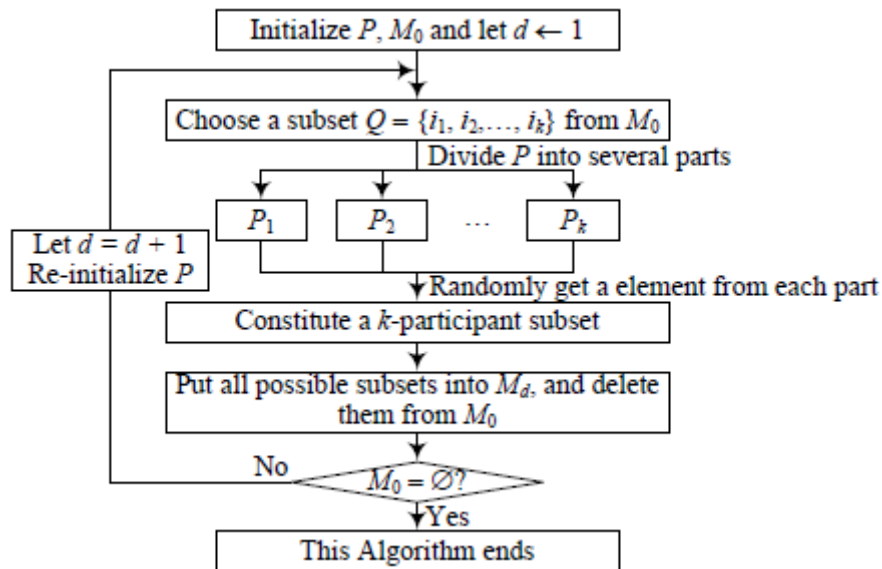 Initialize P, M₀ and let d ← 1
Choose a subset Q = {i₁, i₂,..., iₖ} from M₀
Divide P into several parts
P₁ P₂ ... Pₖ
Let d = d + 1
Re-initialize P
Randomly get a element from each part
Constitute a k-participant subset
Put all possible subsets into M_d, and delete
them from M₀
No
M₀ = ∅?
Yes
This Algorithm ends